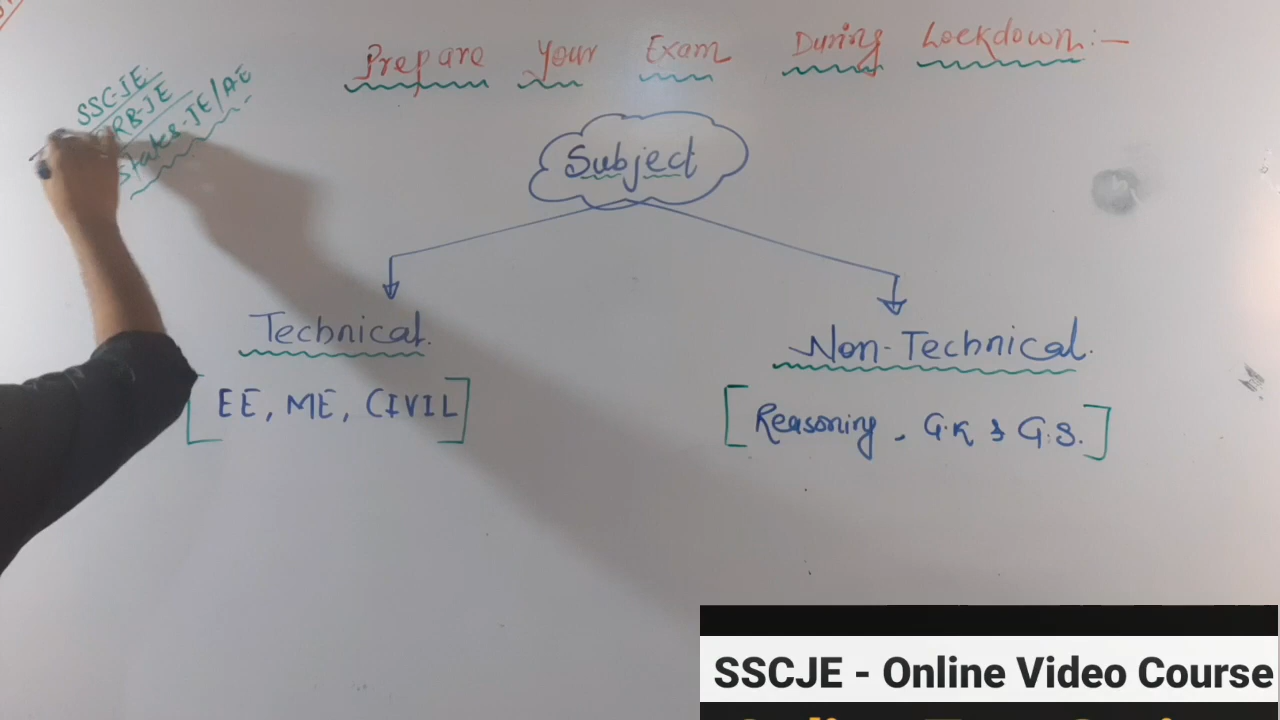 Prepare Your Exam During Lockdown:-
SSC-JE
RRB-JE
States-JE/AE
Subject
Technical.
Non-Technical.
[EE, ME, CIVIL]
[Reasoning, G.K & G.S.]
SSCJE - Online Video Course